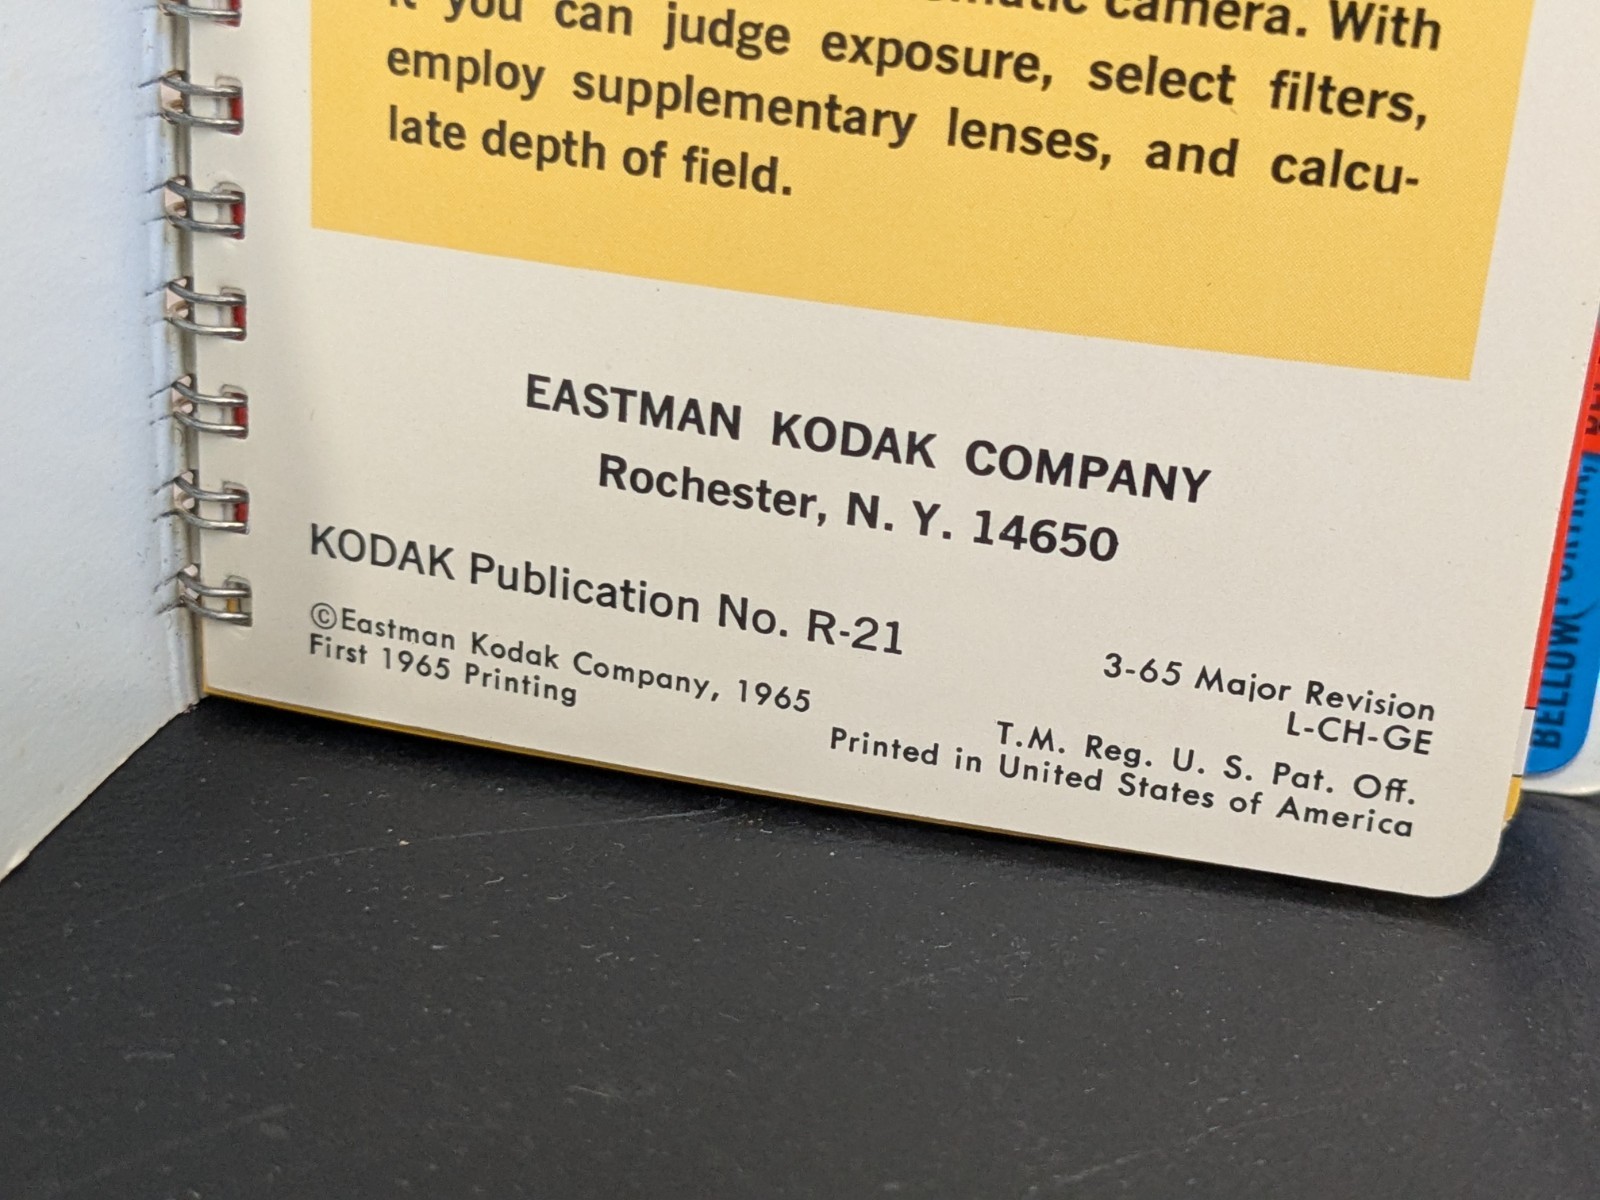 camera. With
it you can judge exposure, select filters,
employ supplementary lenses, and calcu-
late depth of field.
EASTMAN KODAK COMPANY
Rochester, N. Y. 14650
KODAK Publication No. R-21
©Eastman Kodak Company, 1965
First 1965 Printing
3-65 Major Revision
L-CH-GE
T.M. Reg. U. S. Pat. Off.
Printed in United States of America